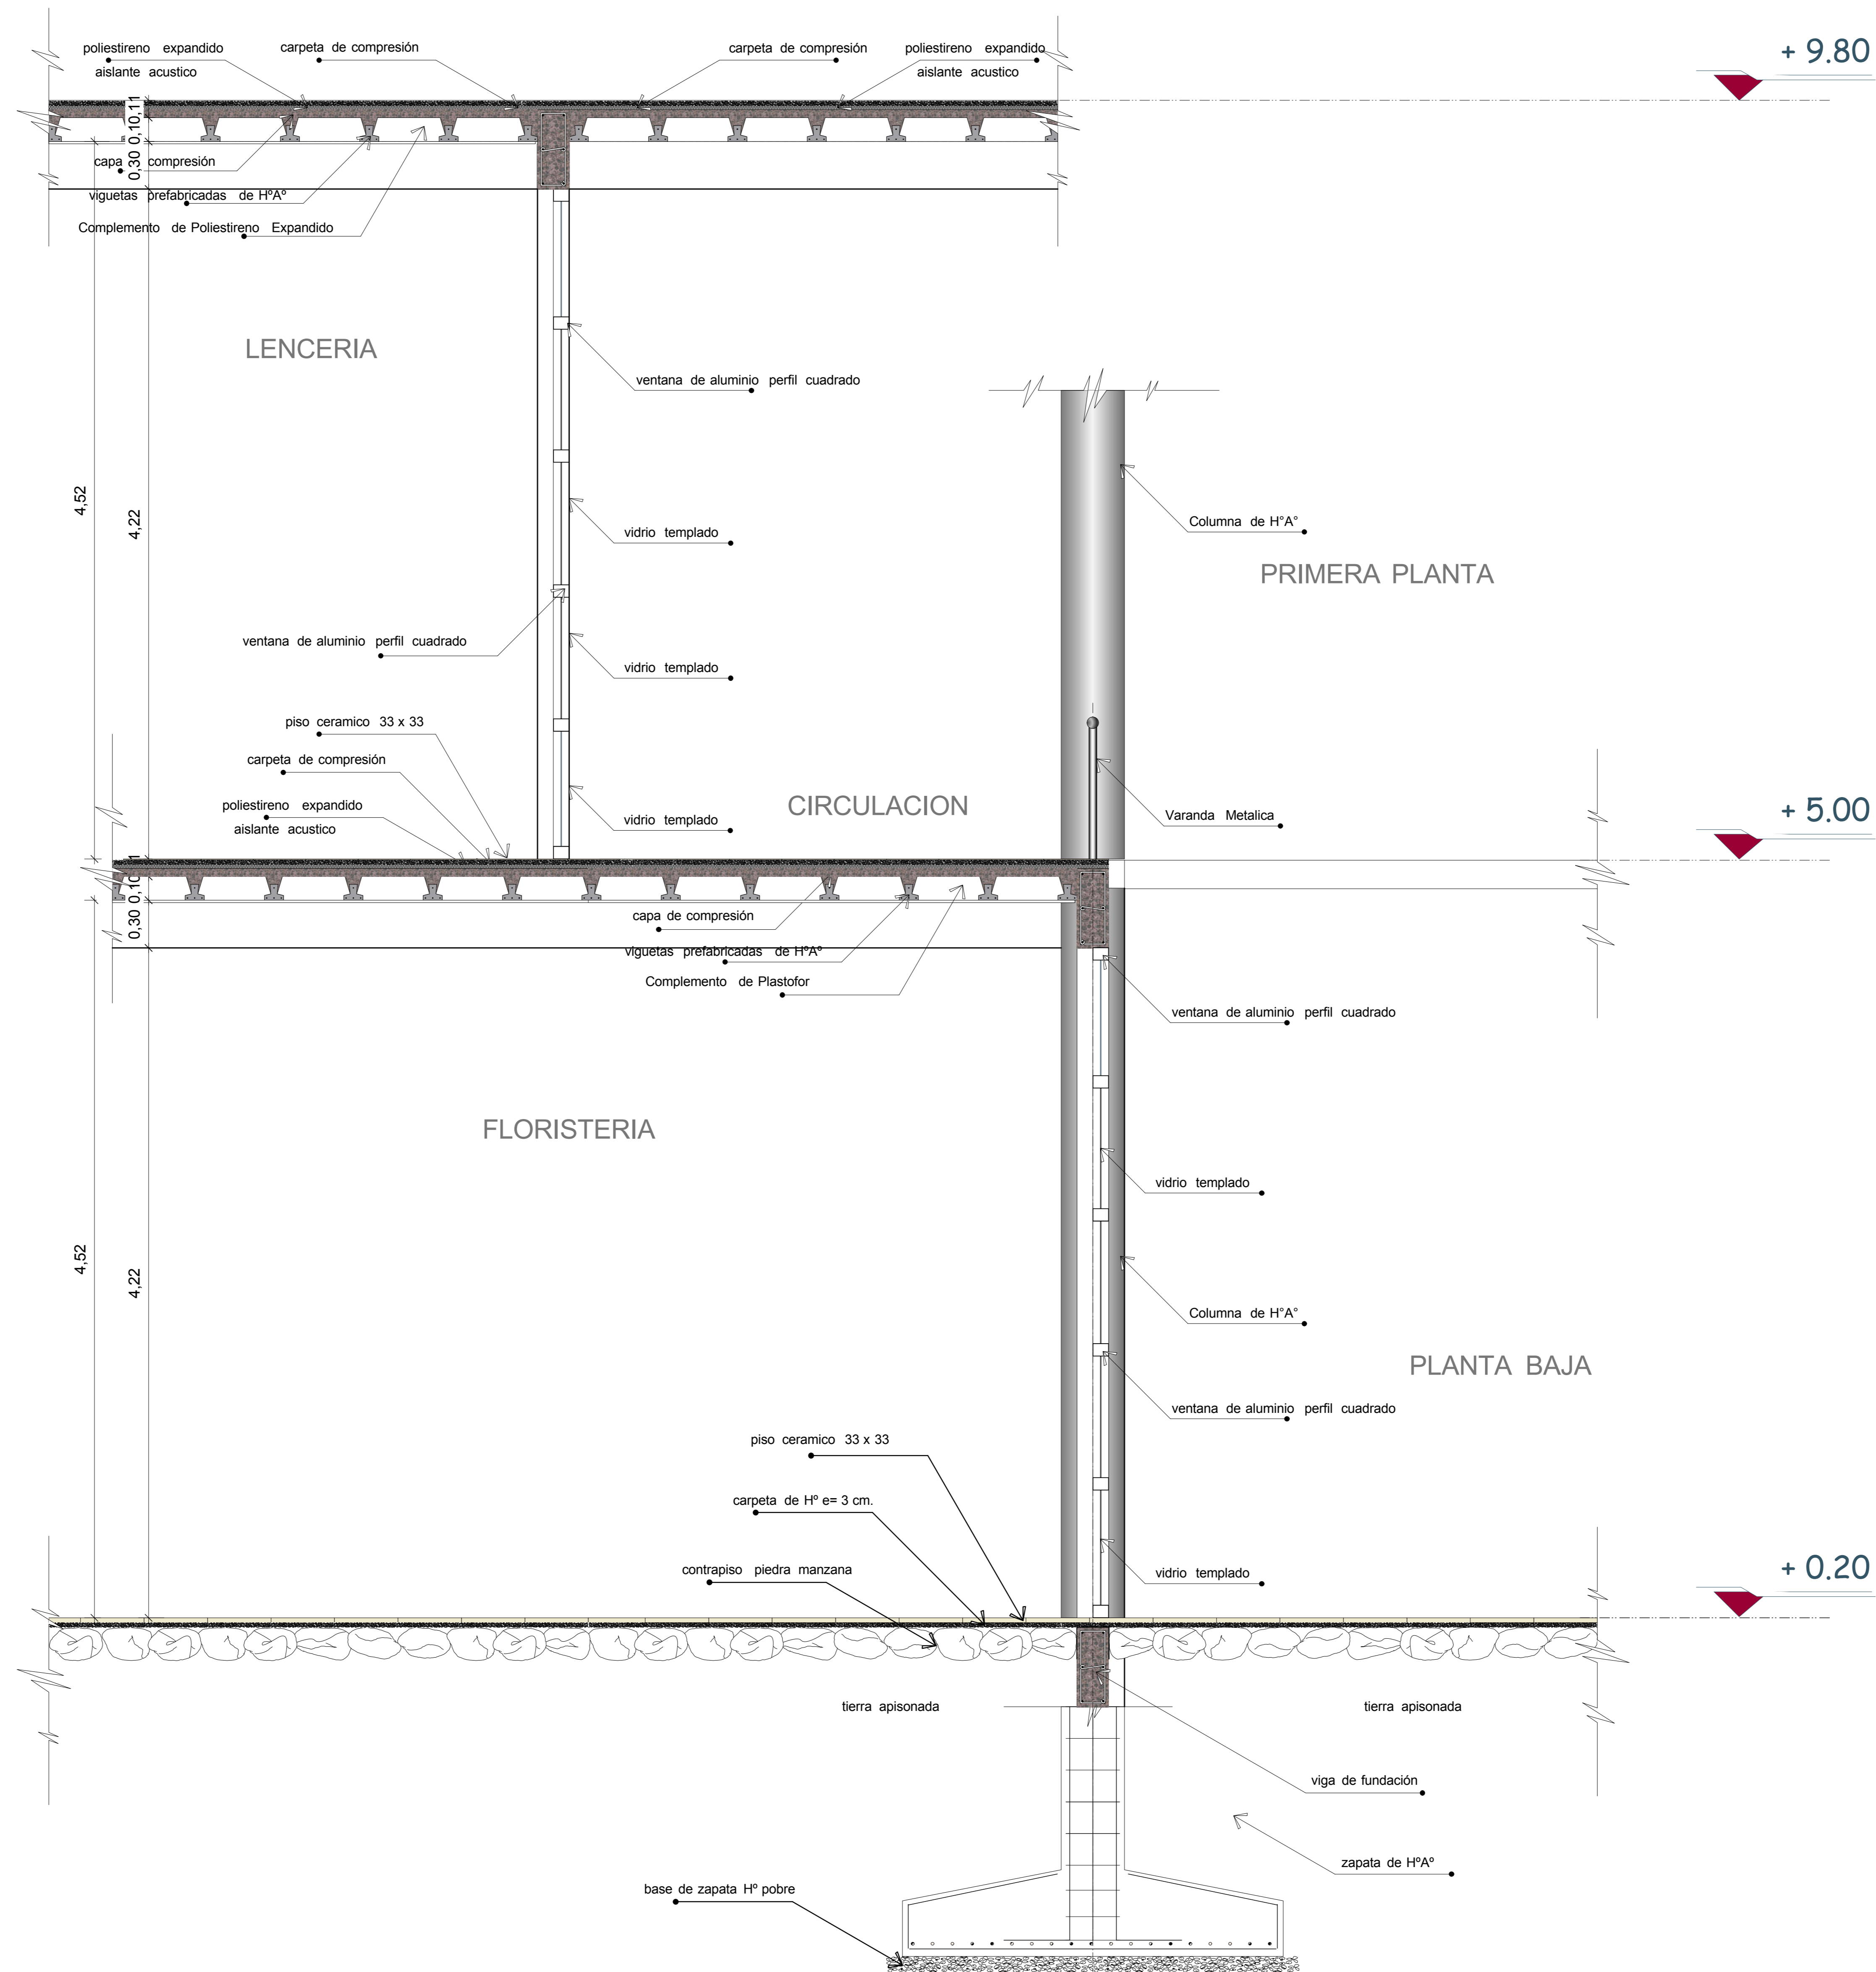 poliestireno expandido
aislante acustico
carpeta de compresión
carpeta de compresión
poliestireno expandido
aislante acustico
+ 9.80
0,11
0,10
0,30
capa compresión
viguetas prefabricadas de HºAº
Complemento de Poliestireno Expandido
LENCERIA
ventana de aluminio perfil cuadrado
4,52
4,22
vidrio templado
Columna de H°A°
PRIMERA PLANTA
ventana de aluminio perfil cuadrado
vidrio templado
piso ceramico 33 x 33
carpeta de compresión
poliestireno expandido
aislante acustico
CIRCULACION
vidrio templado
Varanda Metalica
+ 5.00
0,10
0,30
capa de compresión
viguetas prefabricadas de HºAº
Complemento de Plastofor
ventana de aluminio perfil cuadrado
FLORISTERIA
vidrio templado
4,52
4,22
Columna de H°A°
PLANTA BAJA
ventana de aluminio perfil cuadrado
piso ceramico 33 x 33
carpeta de Hº e= 3 cm.
contrapiso piedra manzana
vidrio templado
+ 0.20
tierra apisonada
tierra apisonada
viga de fundación
zapata de HºAº
base de zapata Hº pobre